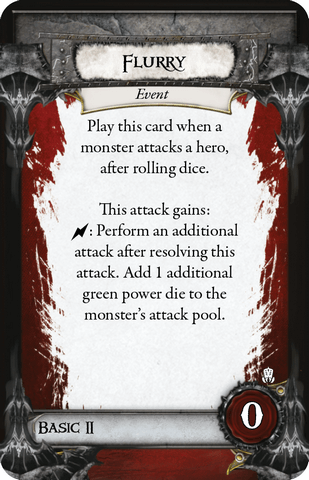 Flurry
Event
Play this card when a
monster attacks a hero,
after rolling dice.
This attack gains:
: Perform an additional
attack after resolving this
attack. Add 1 additional
green power die to the
monster's attack pool.
0
Basic II